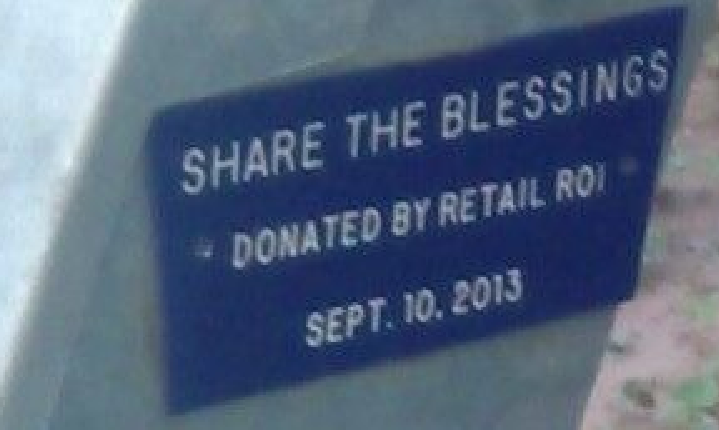 SHARE THE BLESSINGS
DONATED BY RETAIL ROI
SEPT. 10. 2013